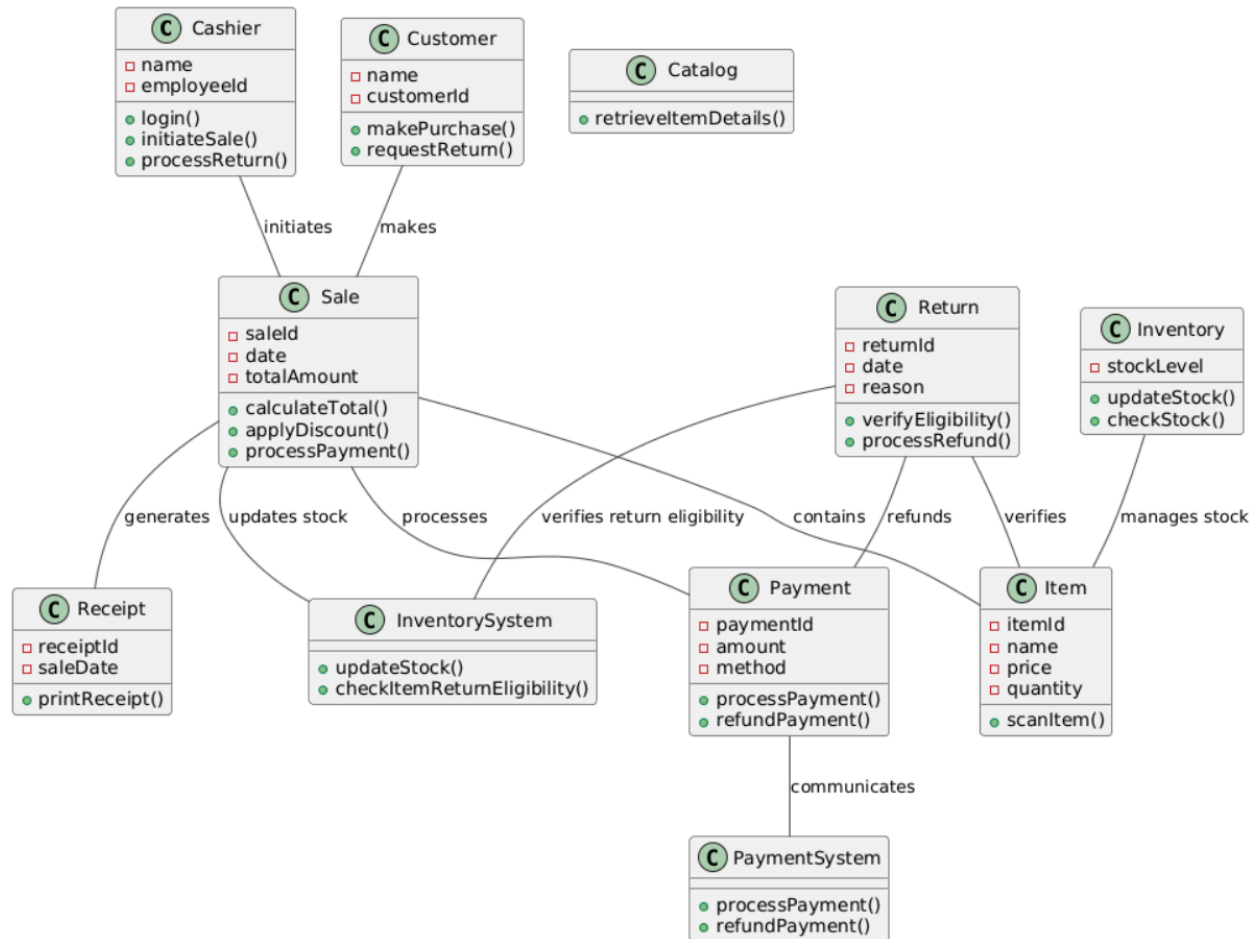 C Cashier
name
employeeId
login()
initiateSale()
processReturn()
C Customer
name
customerId
makePurchase()
requestReturn()
C Catalog
retrieveItemDetails()
initiates
makes
C Sale
saleId
date
totalAmount
calculateTotal()
applyDiscount()
processPayment()
C Return
returnId
date
reason
verifyEligibility()
processRefund()
C Inventory
stockLevel
updateStock()
checkStock()
generates
updates stock
processes
verifies return eligibility
contains
refunds
verifies
manages stock
C Receipt
receiptId
saleDate
printReceipt()
C InventorySystem
updateStock()
checkItemReturnEligibility()
C Payment
paymentId
amount
method
processPayment()
refundPayment()
C Item
itemId
name
price
quantity
scanItem()
communicates
C PaymentSystem
processPayment()
refundPayment()